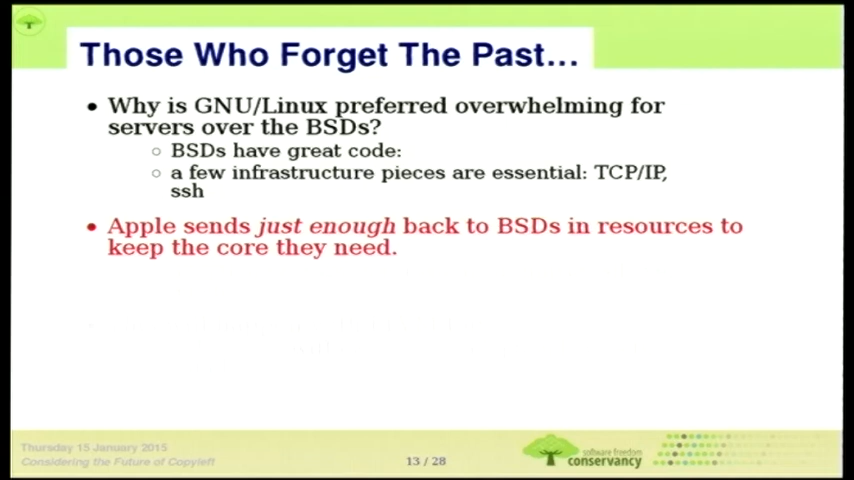 Those Who Forget The Past...
• Why is GNU/Linux preferred overwhelming for
servers over the BSDs?
○ BSDs have great code:
○ a few infrastructure pieces are essential: TCP/IP,
ssh
• Apple sends just enough back to BSDs in resources to
keep the core they need.
Thursday 15 January 2015
Considering the Future of Copyleft
13 / 28
software freedom
conservancy